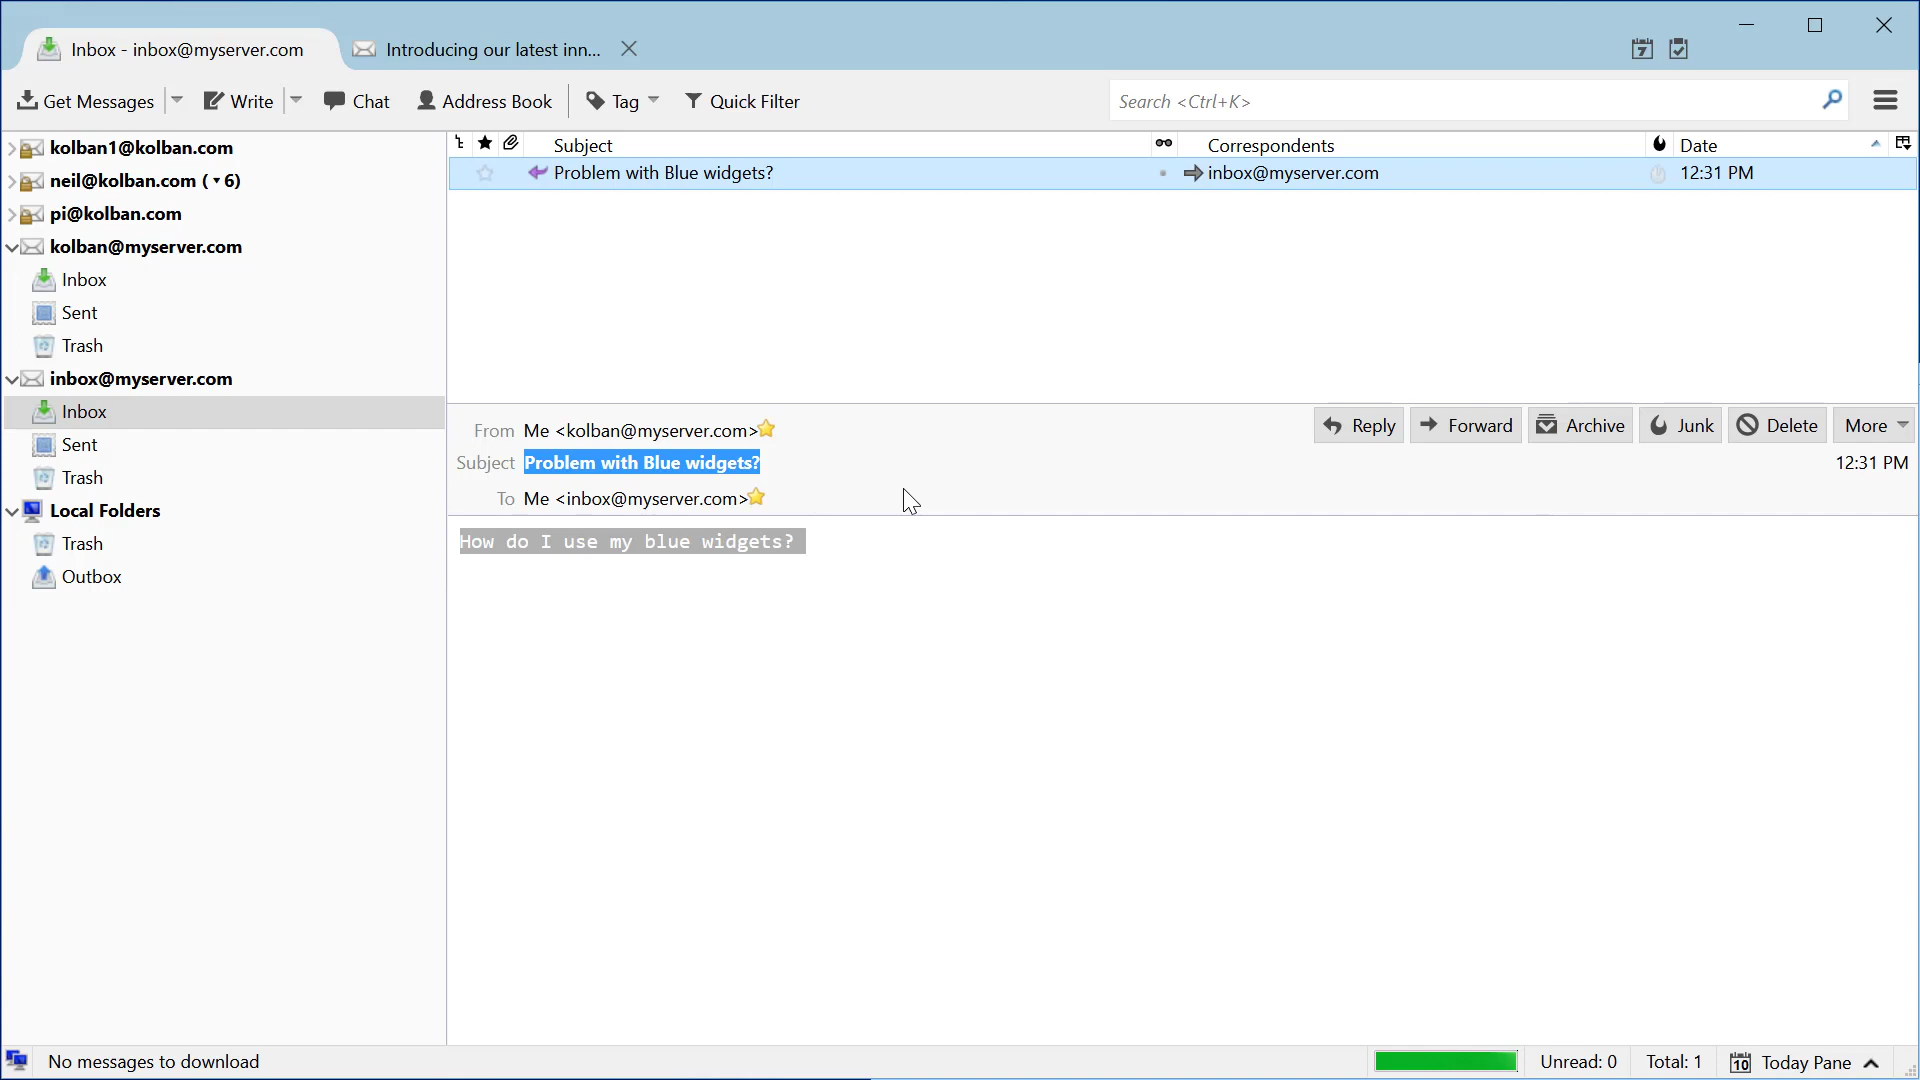 Inbox - inbox@myserver.com
Introducing our latest inn...
7
Get Messages
Write
Chat
Address Book
Tag
Quick Filter
Search <Ctrl+K>
kolban1@kolban.com
neil@kolban.com (▾6)
pi@kolban.com
kolban@myserver.com
Inbox
Sent
Trash
inbox@myserver.com
Inbox
Sent
Trash
Local Folders
Trash
Outbox
Subject
Correspondents
Date
Problem with Blue widgets?
inbox@myserver.com
12:31 PM
From Me <kolban@myserver.com>
Reply
Forward
Archive
Junk
Delete
More
Subject Problem with Blue widgets?
12:31 PM
To Me <inbox@myserver.com>
How do I use my blue widgets?
No messages to download
Unread: 0
Total: 1
10
Today Pane